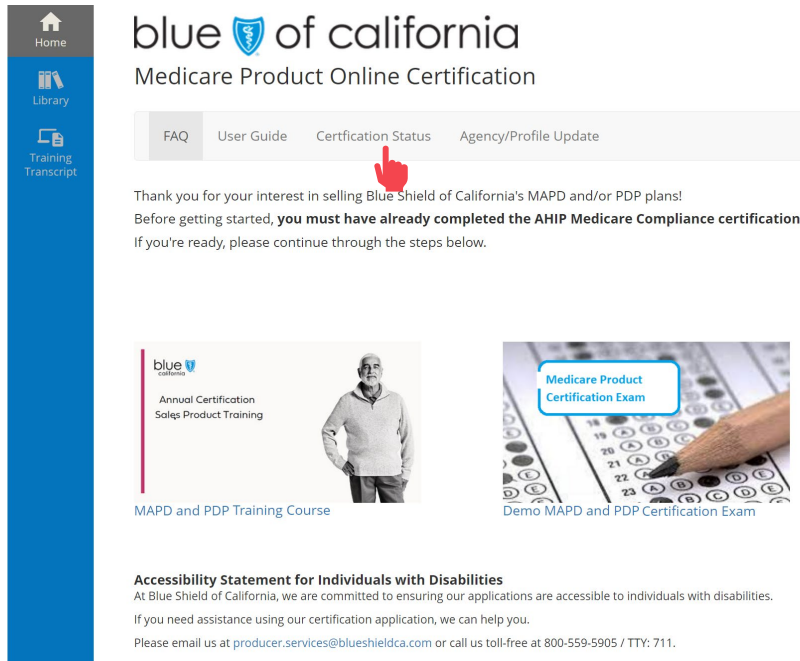 Home
Library
Training
Transcript
blue of california
Medicare Product Online Certification
FAQ User Guide Certfication Status Agency/Profile Update
Thank you for your interest in selling Blue Shield of California's MAPD and/or PDP plans!
Before getting started, you must have already completed the AHIP Medicare Compliance certification
If you're ready, please continue through the steps below.
blue
california
Annual Certification
Sales Product Training
MAPD and PDP Training Course
Medicare Product
Certification Exam
18
19 A B
20 A B C
21 A B
22 A D E
23 A B C D E
Demo MAPD and PDP Certification Exam
Accessibility Statement for Individuals with Disabilities
At Blue Shield of California, we are committed to ensuring our applications are accessible to individuals with disabilities.
If you need assistance using our certification application, we can help you.
Please email us at producer.services@blueshieldca.com or call us toll-free at 800-559-5905 / TTY: 711.